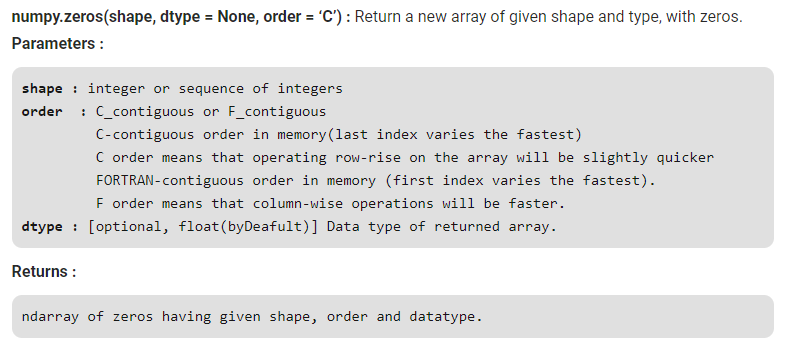 numpy.zeros(shape, dtype = None, order = ‘C’) : Return a new array of given shape and type, with zeros.
Parameters :
shape : integer or sequence of integers
order  : C_contiguous or F_contiguous
C-contiguous order in memory(last index varies the fastest)
C order means that operating row-rise on the array will be slightly quicker
FORTRAN-contiguous order in memory (first index varies the fastest).
F order means that column-wise operations will be faster.
dtype : [optional, float(byDeafult)] Data type of returned array.
Returns :
ndarray of zeros having given shape, order and datatype.